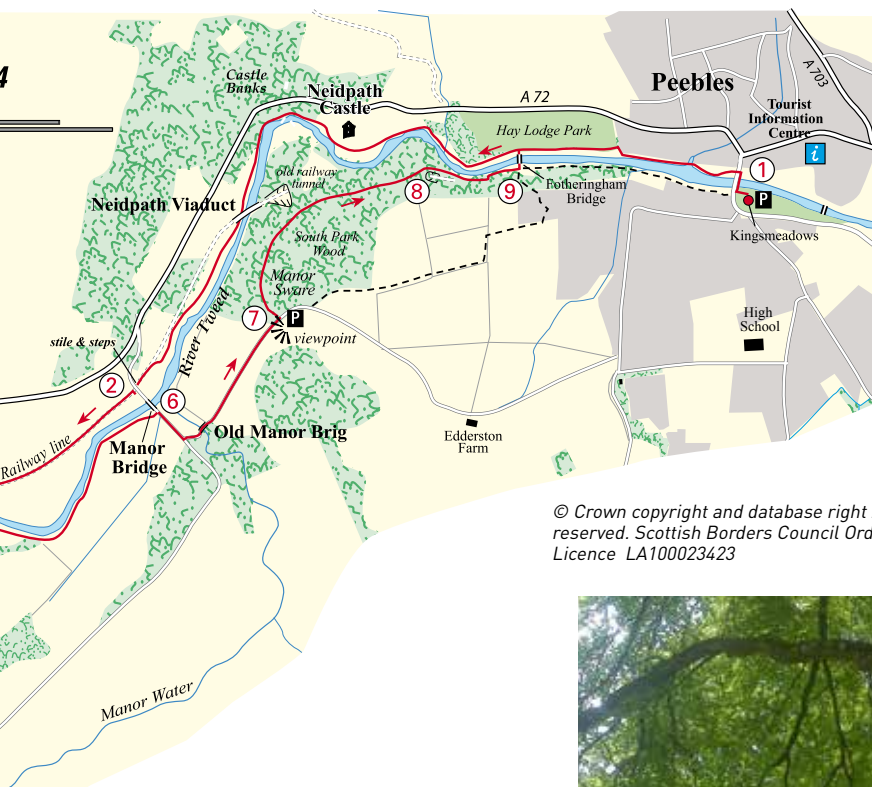 4
Castle
Banks
Neidpath
Castle
A 72
Peebles
A 703
Tourist
Information
Centre
i
Hay Lodge Park
1
P
Kingsmeadows
old railway
tunnel
Neidpath Viaduct
8
9
Fotheringham
Bridge
South Park
Wood
Manor
Sware
7
P
viewpoint
High
School
River Tweed
stile & steps
2
6
Old Manor Brig
Manor
Bridge
Edderston
Farm
Railway line
Manor Water
© Crown copyright and database right
reserved. Scottish Borders Council Ord
Licence LA100023423